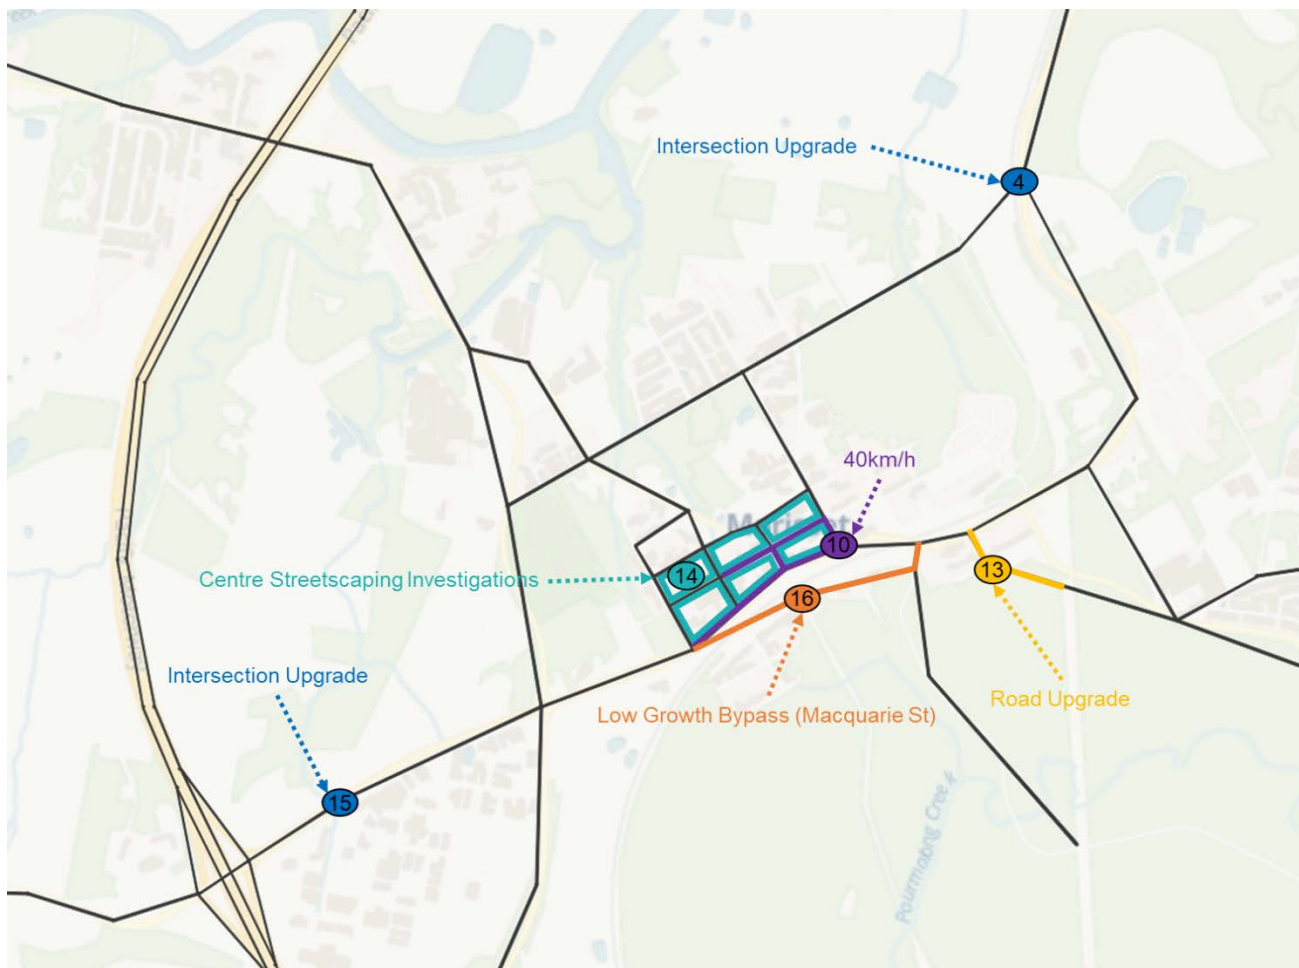 Intersection Upgrade
4
40km/h
10
Centre Streetscaping Investigations
14
13
16
Intersection Upgrade
Road Upgrade
Low Growth Bypass (Macquarie St)
15